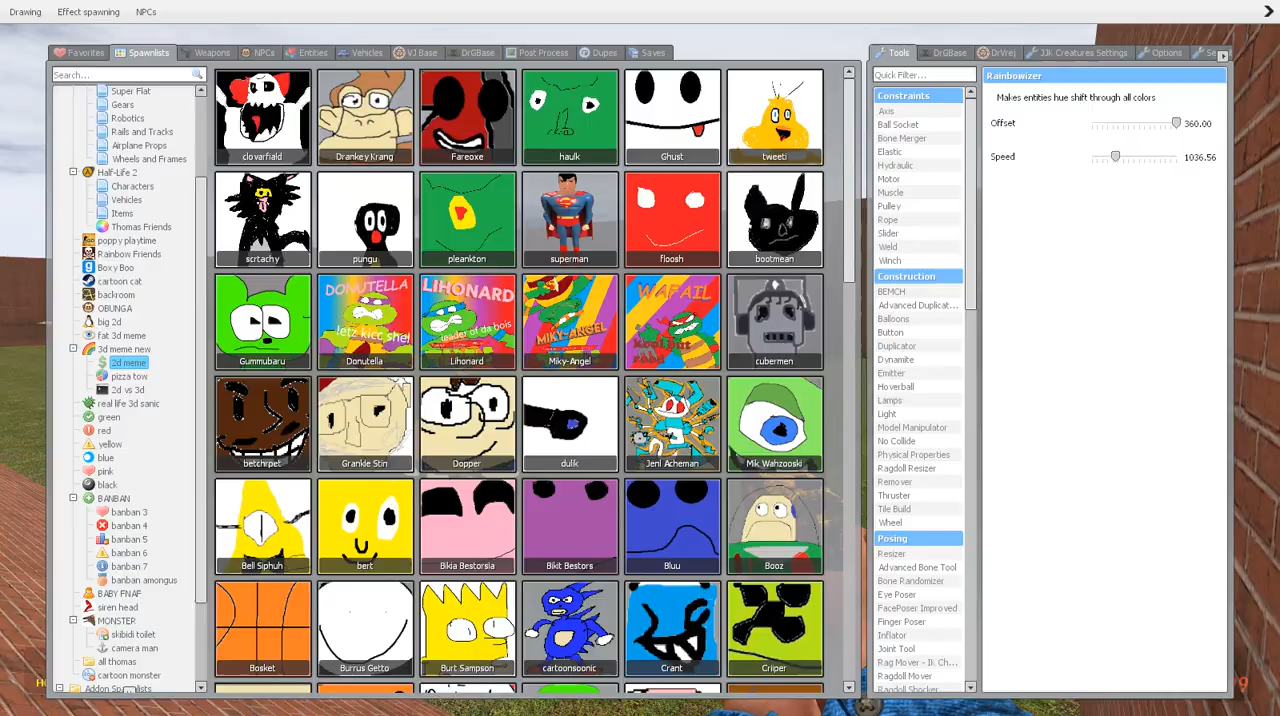 Drawing Effect spawning NPCs
Favorites Spawnlists Weapons NPCs Entities Vehicles VJ Base DrGBase Post Process Dupes Saves
Search...
Super Flat
Gears
Robotics
Rails and Tracks
Airplane Props
Wheels and Frames
Half-Life 2
Characters
Vehicles
Items
Thomas Friends
poppy playtime
Rainbow Friends
Boxy Boo
cartoon cat
backroom
OBUNGA
big 2d
fat 3d meme
3d meme new
2d meme
pizza tow
2d vs 3d
real life 3d sanic
green
red
yellow
blue
pink
black
BANBAN
banban 3
banban 4
banban 5
banban 6
banban 7
banban amongus
BABY FNAF
siren head
MONSTER
skibidi toilet
camera man
all thomas
cartoon monster
clovarfiald Drankey Krang Fareoxe haulk Ghust tweeti
scrtachy pungu pleankton superman floosh bootmean
DONUTELLA
letz kicc shel
LIHONARD
leader of da bois
MIKY-ANGEL
WAFAIL
Gummubaru Donutella Lihonard Miky-Angel Wafail cubermen
betchrpet Grankle Stin Dopper dulik Jenl Acheman Mik Wahzooski
Bell Siphuh bert Bikia Bestorsia Bikit Bestors Bluu Booz
Bosket Burrus Getto Burt Sampson cartoonsoonic Crant Criper
Tools DrGBase DrVrej JJk Creatures Settings Options
Quick Filter...
Constraints
Axis
Ball Socket
Bone Merger
Elastic
Hydraulic
Motor
Muscle
Pulley
Rope
Slider
Weld
Winch
Construction
BEMCH
Advanced Duplicat...
Balloons
Button
Duplicator
Dynamite
Emitter
Hoverball
Lamps
Light
Model Manipulator
No Collide
Physical Properties
Ragdoll Resizer
Remover
Thruster
Tile Build
Wheel
Posing
Resizer
Advanced Bone Tool
Bone Randomizer
Eye Poser
FacePoser Improved
Finger Poser
Inflator
Joint Tool
Rag Mover - IK Ch...
Ragdoll Mover
Ragdoll Shocker
Rainbowizer
Makes entities hue shift through all colors
Offset 360.00
Speed 1036.56